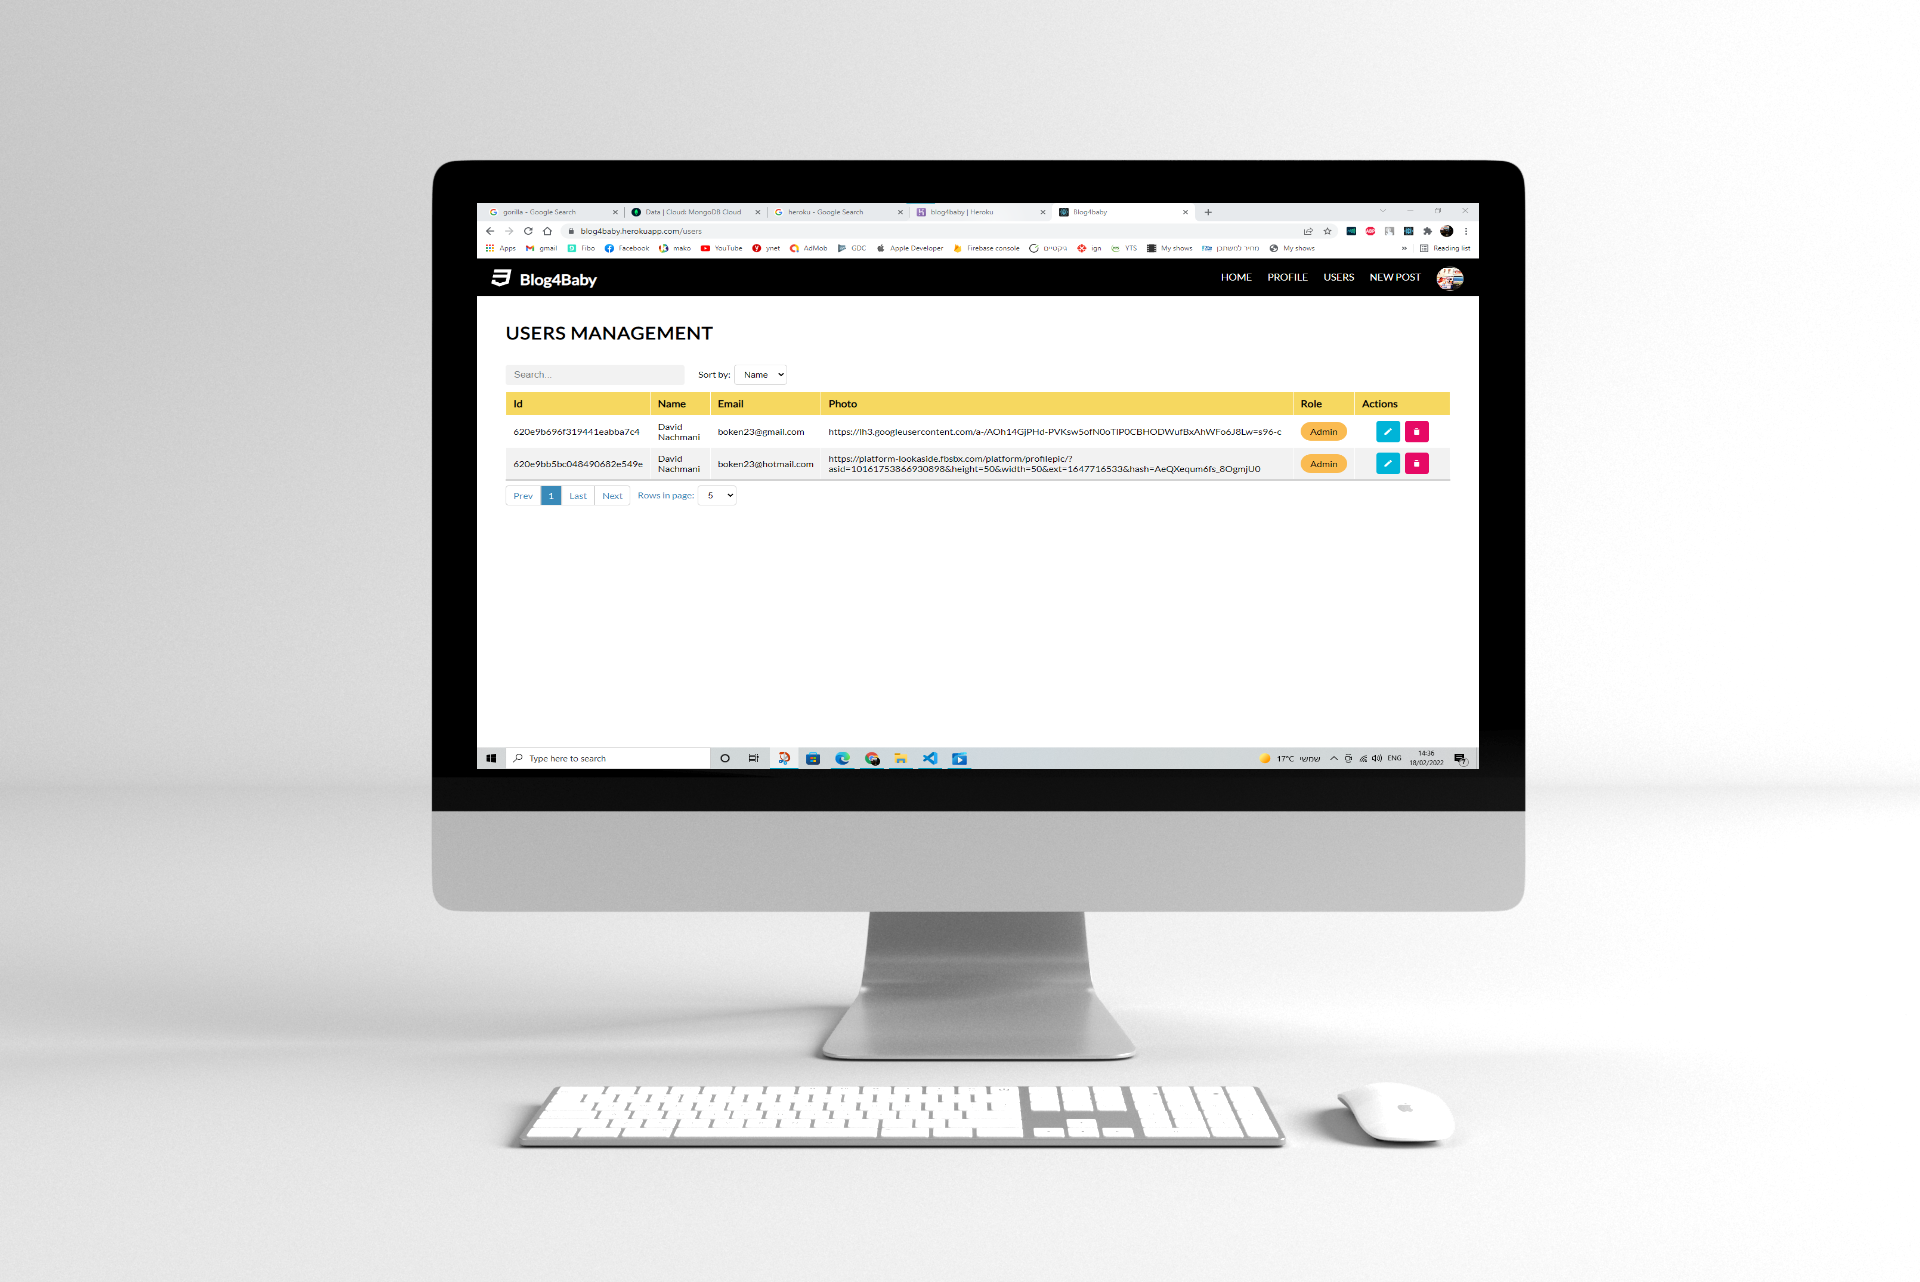 gorilla - Google Search
Data | Cloud: MongoDB Cloud
heroku - Google Search
blog4baby | Heroku
Blog4baby
blog4baby.herokuapp.com/users
Apps gmail Fibo Facebook mako YouTube ynet AdMob GDC Apple Developer Firebase console פיקסיים ign YTS My shows מחיר למשתכן My shows » Reading list
Blog4Baby
HOME PROFILE USERS NEW POST
USERS MANAGEMENT
Search... Sort by: Name
Id Name Email Photo Role Actions
620e9b696f319441eabba7c4 David Nachmani boken23@gmail.com https://lh3.googleusercontent.com/a-/AOh14GjPHd-PVKsw5ofN0oTlP0CBHODWufBxAhWFo6J8Lw=s96-c Admin
620e9bb5bc048490682e549e David Nachmani boken23@hotmail.com https://platform-lookaside.fbsbx.com/platform/profilepic/?
asid=10161753866930898&height=50&width=50&ext=1647716533&hash=AeQXequm6fs_8OgmjU0 Admin
Prev 1 Last Next Rows in page: 5
Type here to search
17°C שמשי ENG
14:36
18/02/2022